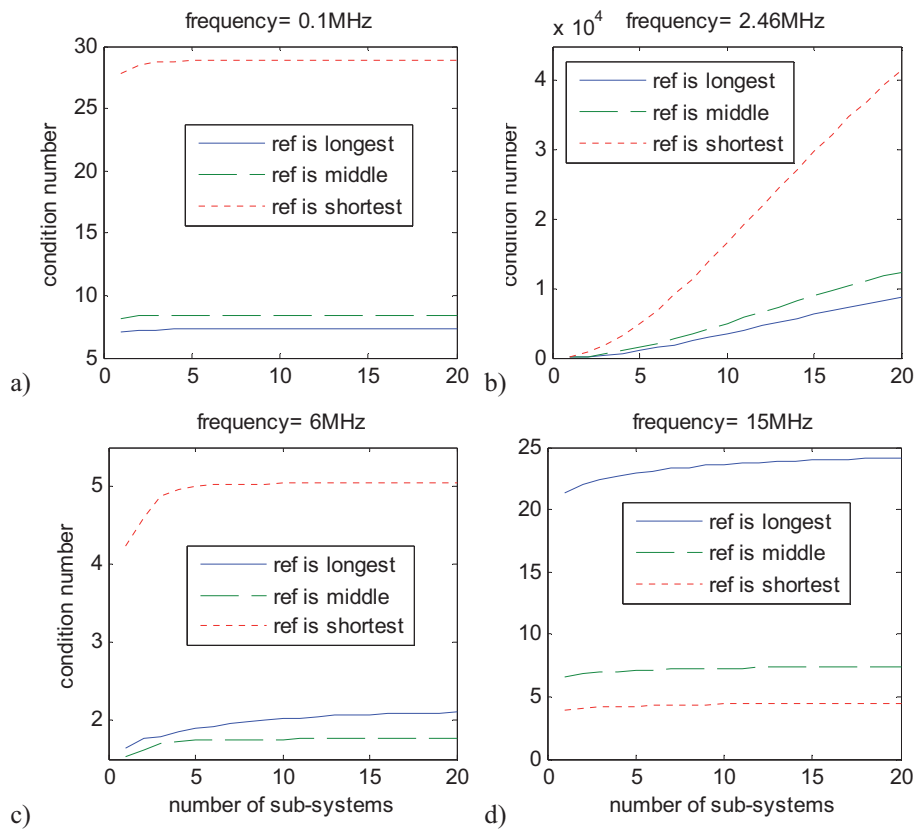 frequency= 0.1MHz
30
25
20
15
10
5
0
5
10
15
20
condition number
ref is longest
ref is middle
ref is shortest
a)
frequency= 2.46MHz
x 10^4
4
3
2
1
0
0
5
10
15
20
condition number
ref is longest
ref is middle
ref is shortest
b)
frequency= 6MHz
5
4
3
2
0
5
10
15
20
condition number
number of sub-systems
ref is longest
ref is middle
ref is shortest
c)
frequency= 15MHz
25
20
15
10
5
0
0
5
10
15
20
number of sub-systems
ref is longest
ref is middle
ref is shortest
d)